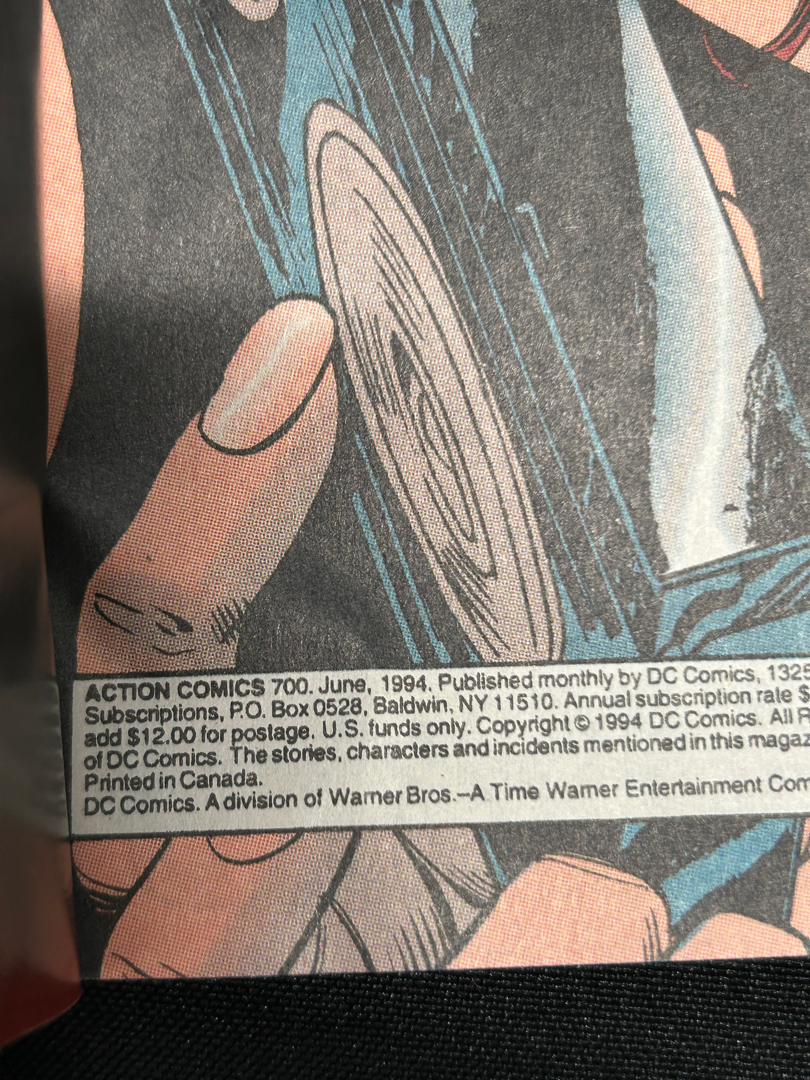 ACTION COMICS 700. June, 1994. Published monthly by DC Comics, 1325
Subscriptions, P.O. Box 0528, Baldwin, NY 11510. Annual subscription rate $
add $12.00 for postage. U.S. funds only. Copyright © 1994 DC Comics. All R
of DC Comics. The stories, characters and incidents mentioned in this magaz
Printed in Canada.
DC Comics. A division of Warner Bros.–A Time Warner Entertainment Com